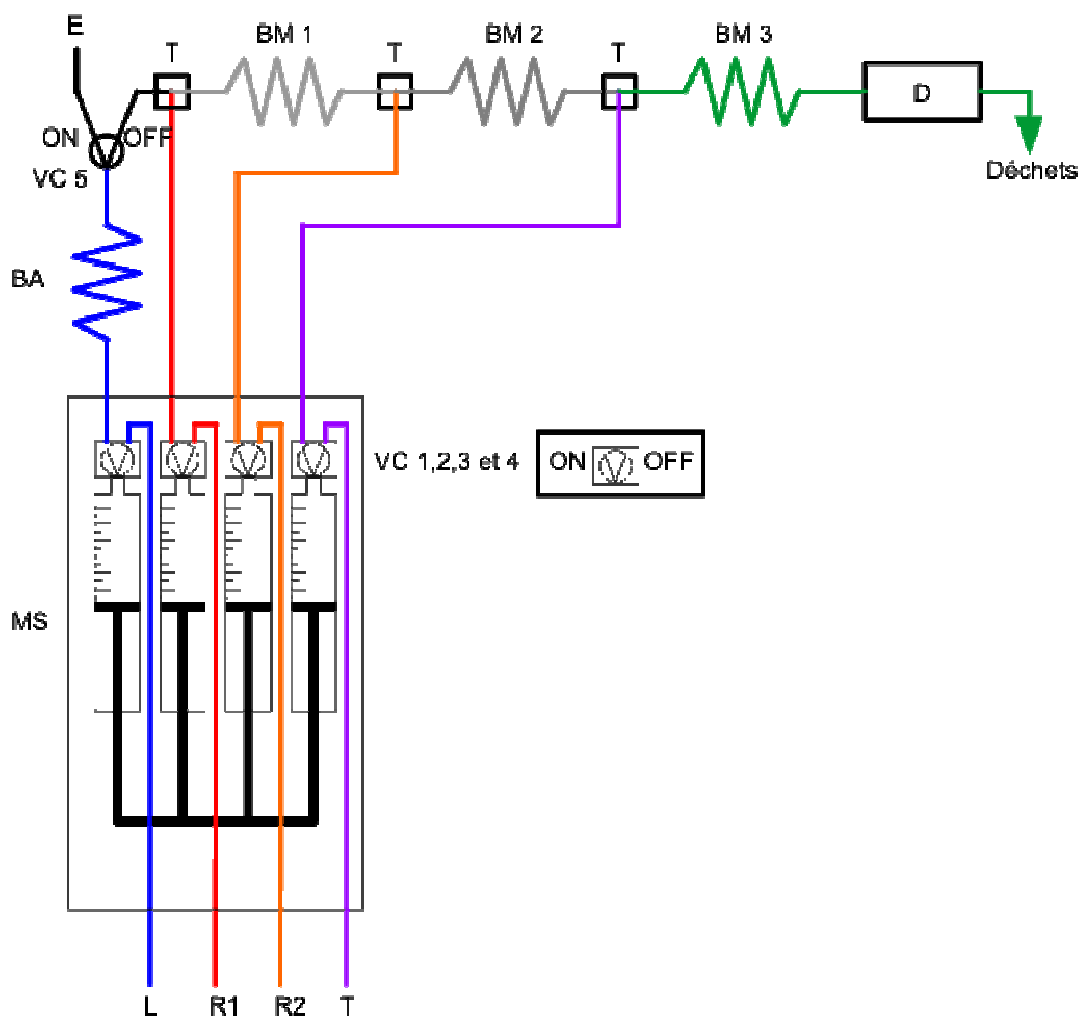 E
T
BM 1
T
BM 2
T
BM 3
D
ON
OFF
VC 5
Déchets
BA
VC 1,2,3 et 4
ON
OFF
MS
L
R1
R2
T